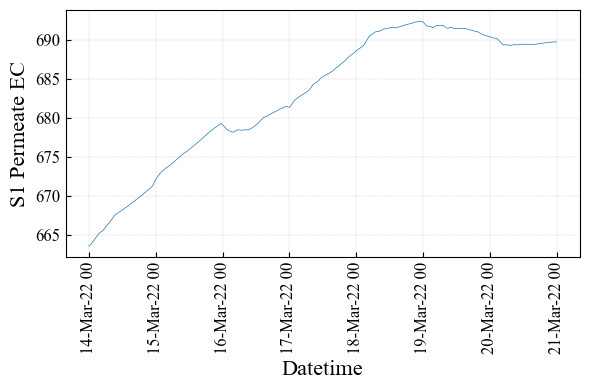 S1 Permeate EC
690
685
680
675
670
665
14-Mar-22 00
15-Mar-22 00
16-Mar-22 00
17-Mar-22 00
18-Mar-22 00
19-Mar-22 00
20-Mar-22 00
21-Mar-22 00
Datetime